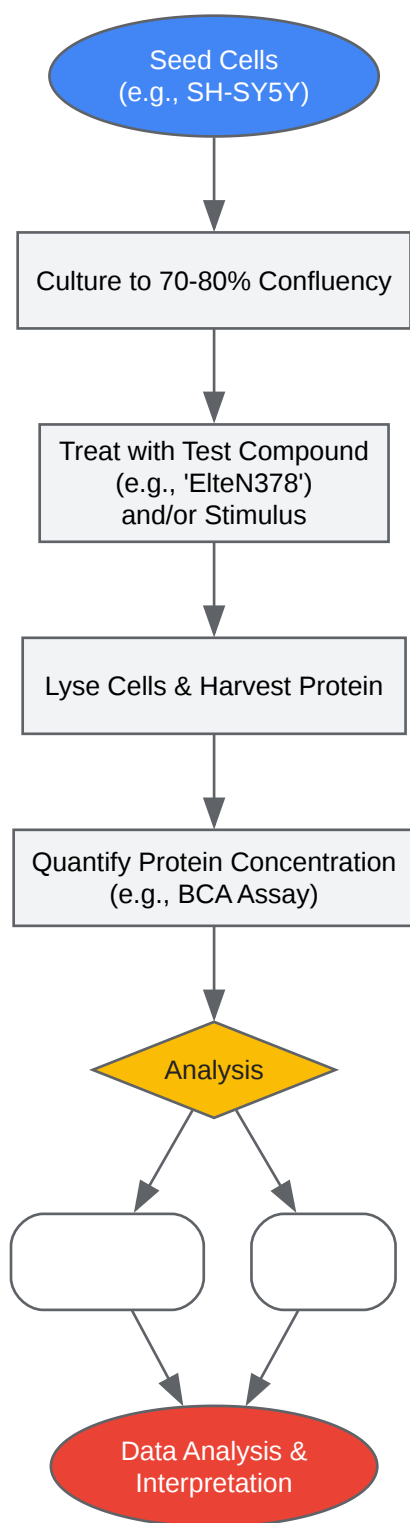 Seed Cells
(e.g., SH-SY5Y)
Culture to 70-80% Confluency
Treat with Test Compound
(e.g., 'ElteN378')
and/or Stimulus
Lyse Cells & Harvest Protein
Quantify Protein Concentration
(e.g., BCA Assay)
Analysis
Data Analysis &
Interpretation